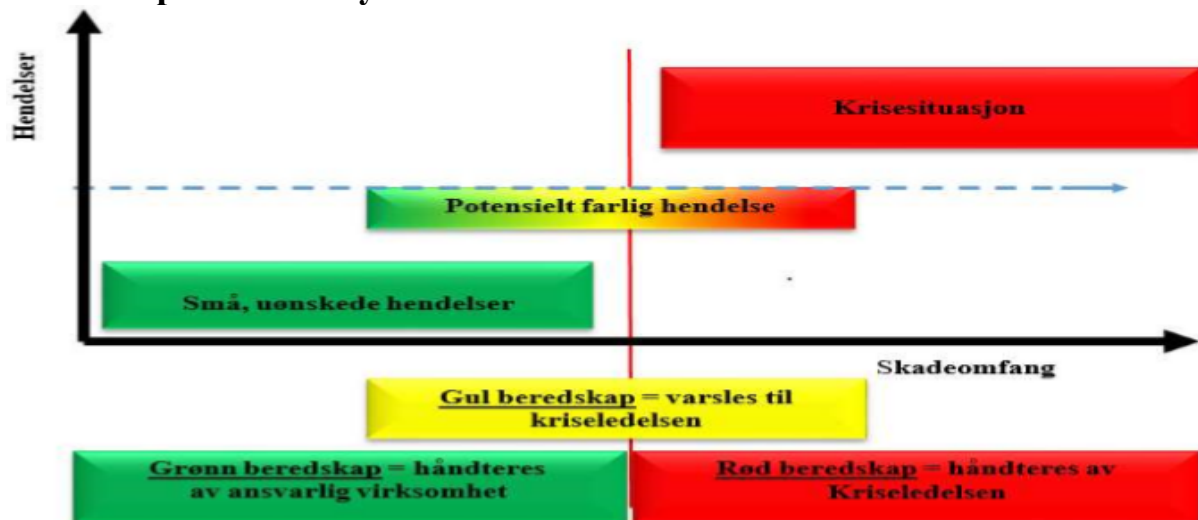 Hendelser
Krisesituasjon
Potensielt farlig hendelse
Små, uønskede hendelser
Skadeomfang
Gul beredskap = varsles til
kriseledelsen
Grønn beredskap = håndteres
av ansvarlig virksomhet
Rød beredskap = håndteres av
Kriseledelsen